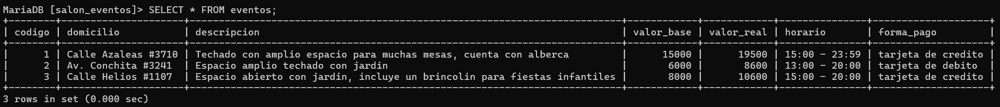 MariaDB [salon_eventos]> SELECT * FROM eventos;
+--------+---------------------+--------------------------------------------------------------------------+------------+------------+---------------+--------------------+
| codigo | domicilio           | descripcion                                                              | valor_base | valor_real | horario       | forma_pago         |
+--------+---------------------+--------------------------------------------------------------------------+------------+------------+---------------+--------------------+
|      1 | Calle Azaleas #3710 | Techado con amplio espacio para muchas mesas, cuenta con alberca         |      15000 |      19500 | 15:00 - 23:59 | tarjeta de credito |
|      2 | Av. Conchita #3241  | Espacio amplio techado con jardin                                        |       6000 |       8600 | 13:00 - 20:00 | tarjeta de debito  |
|      3 | Calle Helios #1107  | Espacio abierto con jardin, incluye un brincolin para fiestas infantiles |       8000 |      10600 | 15:00 - 20:00 | tarjeta de credito |
+--------+---------------------+--------------------------------------------------------------------------+------------+------------+---------------+--------------------+
3 rows in set (0.000 sec)